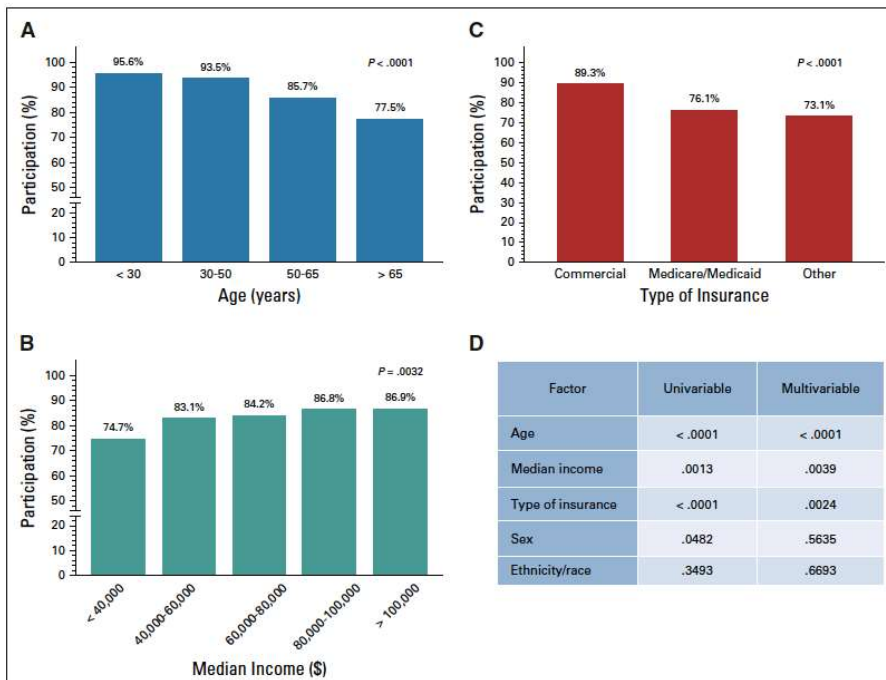 A
95.6%
93.5%
85.7%
77.5%
P < .0001
Participation (%)
100
90
80
70
60
50
20
10
0
< 30
30-50
50-65
> 65
Age (years)
B
74.7%
83.1%
84.2%
86.8%
86.9%
P = .0032
Participation (%)
100
90
80
70
60
50
20
10
0
< 40,000
40,000-60,000
60,000-80,000
80,000-100,000
> 100,000
Median Income ($)
C
89.3%
76.1%
73.1%
P < .0001
Participation (%)
100
90
80
70
60
50
40
30
20
10
0
Commercial
Medicare/Medicaid
Other
Type of Insurance
D
Factor Univariable Multivariable
Age < .0001 < .0001
Median income .0013 .0039
Type of insurance < .0001 .0024
Sex .0482 .5635
Ethnicity/race .3493 .6693